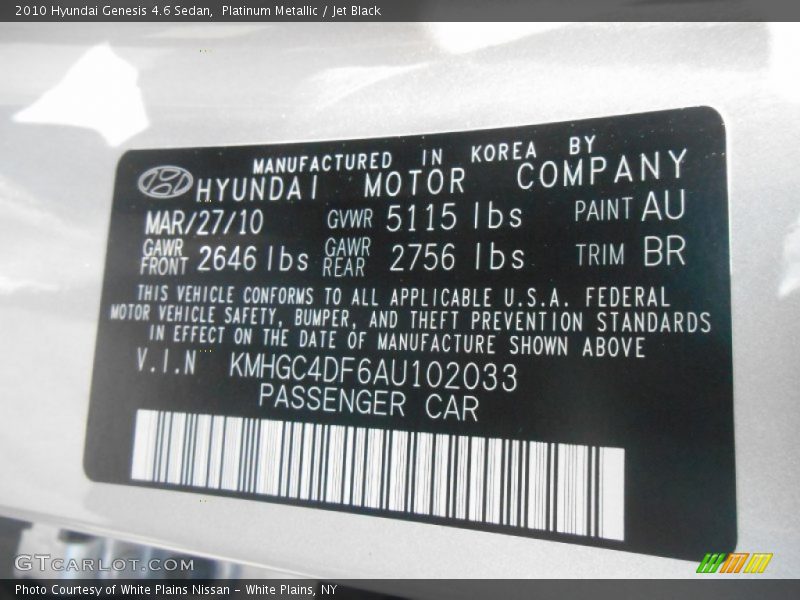 2010 Hyundai Genesis 4.6 Sedan,  Platinum Metallic / Jet Black
MANUFACTURED IN KOREA BY
HYUNDAI MOTOR COMPANY
MAR/27/10 GVWR 5115 lbs PAINT AU
GAWR FRONT 2646 lbs GAWR REAR 2756 lbs TRIM BR
THIS VEHICLE CONFORMS TO ALL APPLICABLE U.S.A. FEDERAL
MOTOR VEHICLE SAFETY, BUMPER, AND THEFT PREVENTION STANDARDS
IN EFFECT ON THE DATE OF MANUFACTURE SHOWN ABOVE
V.I.N KMHGC4DF6AU102033
PASSENGER CAR
GTCARLOT.COM
Photo Courtesy of White Plains Nissan - White Plains, NY